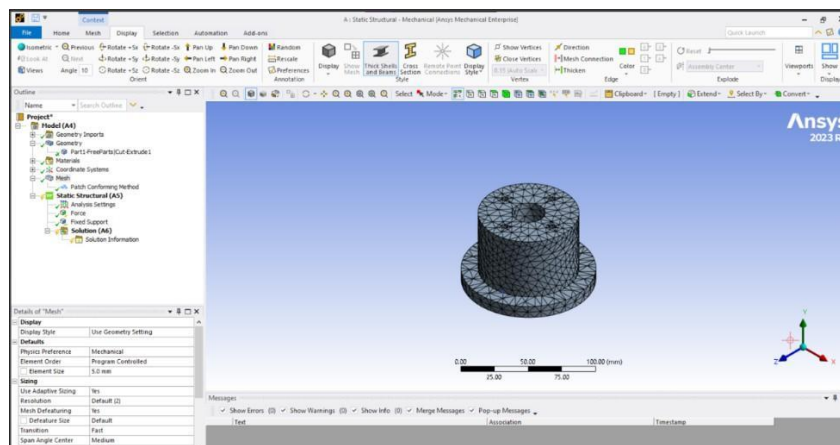 Context
A : Static Structural - Mechanical [Ansys Mechanical Enterprise]
File Home Mesh Display Selection Automation Add-ons
Quick Launch
Isometric Previous Rotate +Sx Rotate -Sx Pan Up Pan Down Random
Look At Next Rotate +Sy Rotate -Sy Pan Left Pan Right Rescale
Views Angle 10 Rotate +Sz Rotate -Sz Zoom In Zoom Out Preferences
Display Show Mesh Thick Shells and Beams Cross Section Remote Point Connections Display Style
Show Vertices Direction
Close Vertices Mesh Connection
0.75 (Auto Scale) Thicken
Color Reset
Assembly Center
Viewports Show
Orient Annotation Style Vertex Edge Explode Display
Outline
Name Search Outline
Select Mode Clipboard [Empty] Extend Select By Convert
Project*
Model (A4)
Geometry Imports
Geometry
Part1-FreeParts|Cut-Extrude1
Materials
Coordinate Systems
Mesh
Patch Conforming Method
Static Structural (A5)
Analysis Settings
Force
Fixed Support
Solution (A6)
Solution Information
Ansys
2023 R
Y
Z
X
0.00 50.00 100.00 (mm)
25.00 75.00
Details of "Mesh"
Display
Display Style Use Geometry Setting
Defaults
Physics Preference Mechanical
Element Order Program Controlled
Element Size 5.0 mm
Sizing
Use Adaptive Sizing Yes
Resolution Default (2)
Mesh Defeaturing Yes
Defeature Size Default
Transition Fast
Span Angle Center Medium
Messages
Show Errors (0) Show Warnings (0) Show Info (0) Merge Messages Pop-up Messages
Text Association Timestamp